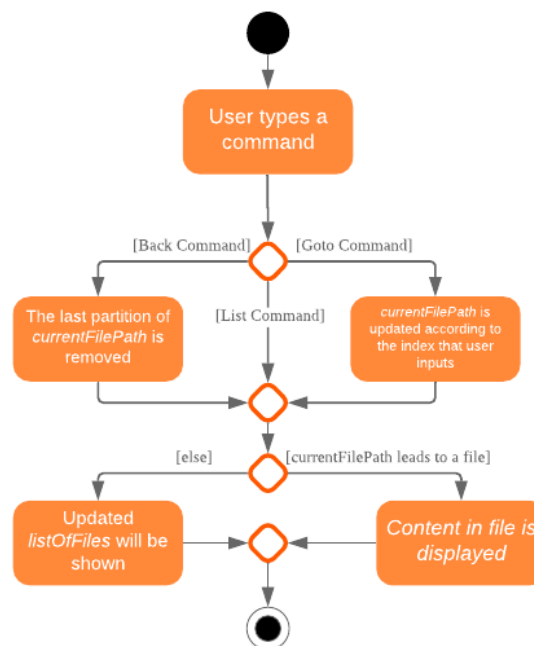 User types a
command
[Back Command]
[Goto Command]
The last partition of
currentFilePath is
removed
[List Command]
currentFilePath is
updated according to
the index that user
inputs
[else]
[currentFilePath leads to a file]
Updated
listOfFiles will be
shown
Content in file is
displayed